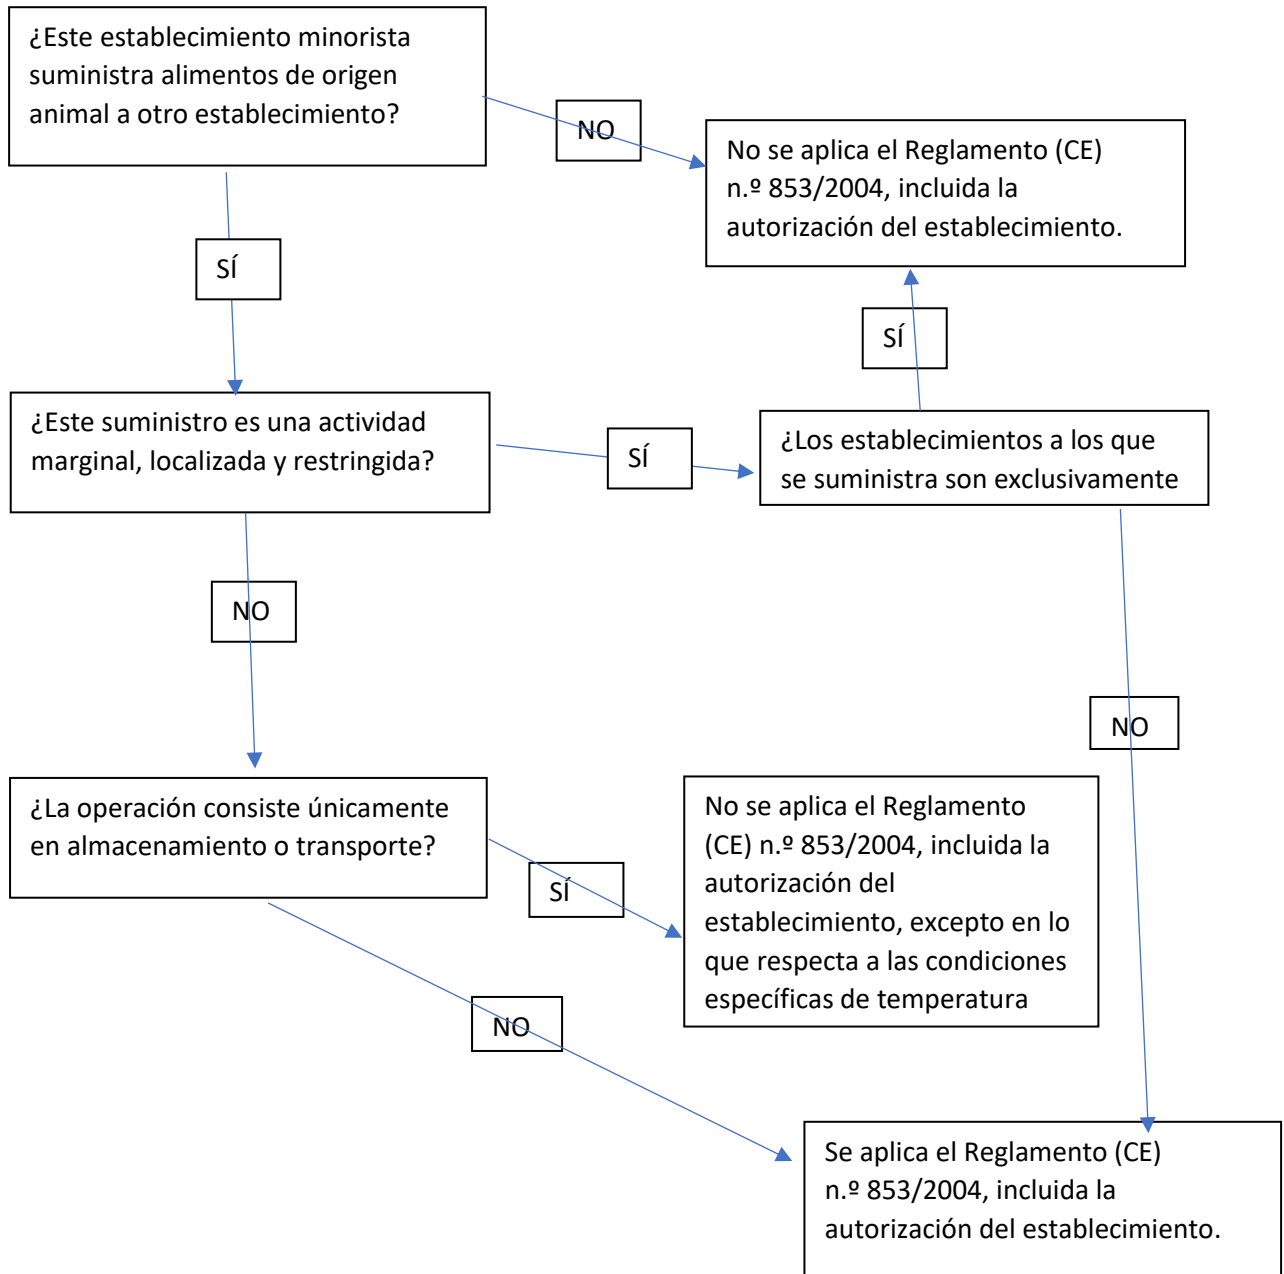 ¿Este establecimiento minorista
suministra alimentos de origen
animal a otro establecimiento?
NO
No se aplica el Reglamento (CE)
n.º 853/2004, incluida la
autorización del establecimiento.
SÍ
SÍ
¿Este suministro es una actividad
marginal, localizada y restringida?
SÍ
¿Los establecimientos a los que
se suministra son exclusivamente
NO
NO
¿La operación consiste únicamente
en almacenamiento o transporte?
SÍ
No se aplica el Reglamento
(CE) n.º 853/2004, incluida la
autorización del
establecimiento, excepto en lo
que respecta a las condiciones
específicas de temperatura
NO
Se aplica el Reglamento (CE)
n.º 853/2004, incluida la
autorización del establecimiento.